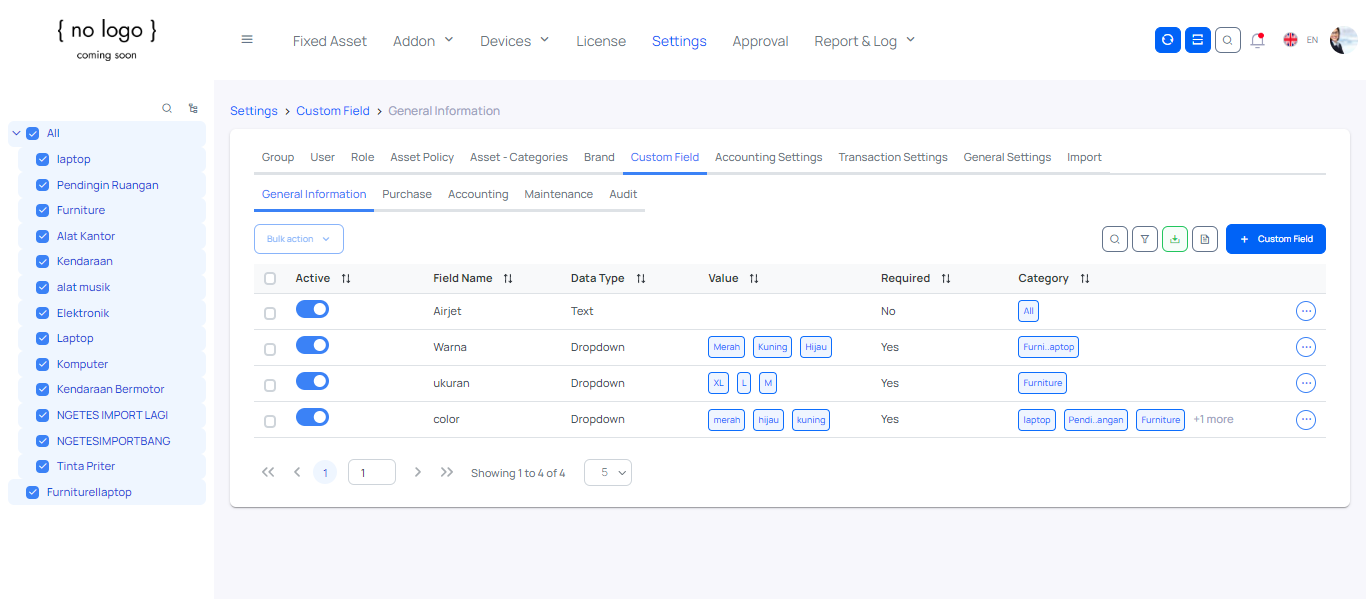 { no logo }
coming soon
Fixed Asset Addon Devices License Settings Approval Report & Log EN
All
laptop
Pendingin Ruangan
Furniture
Alat Kantor
Kendaraan
alat musik
Elektronik
Laptop
Komputer
Kendaraan Bermotor
NGETES IMPORT LAGI
NGETESIMPORTBANG
Tinta Priter
Furniturellaptop
Settings > Custom Field > General Information
Group User Role Asset Policy Asset - Categories Brand Custom Field Accounting Settings Transaction Settings General Settings Import
General Information Purchase Accounting Maintenance Audit
Bulk action + Custom Field
Active Field Name Data Type Value Required Category
Airjet Text No All
Warna Dropdown Merah Kuning Hijau Yes Furni..aptop
ukuran Dropdown XL L M Yes Furniture
color Dropdown merah hijau kuning Yes laptop Pendi..angan Furniture +1 more
1 1 Showing 1 to 4 of 4 5